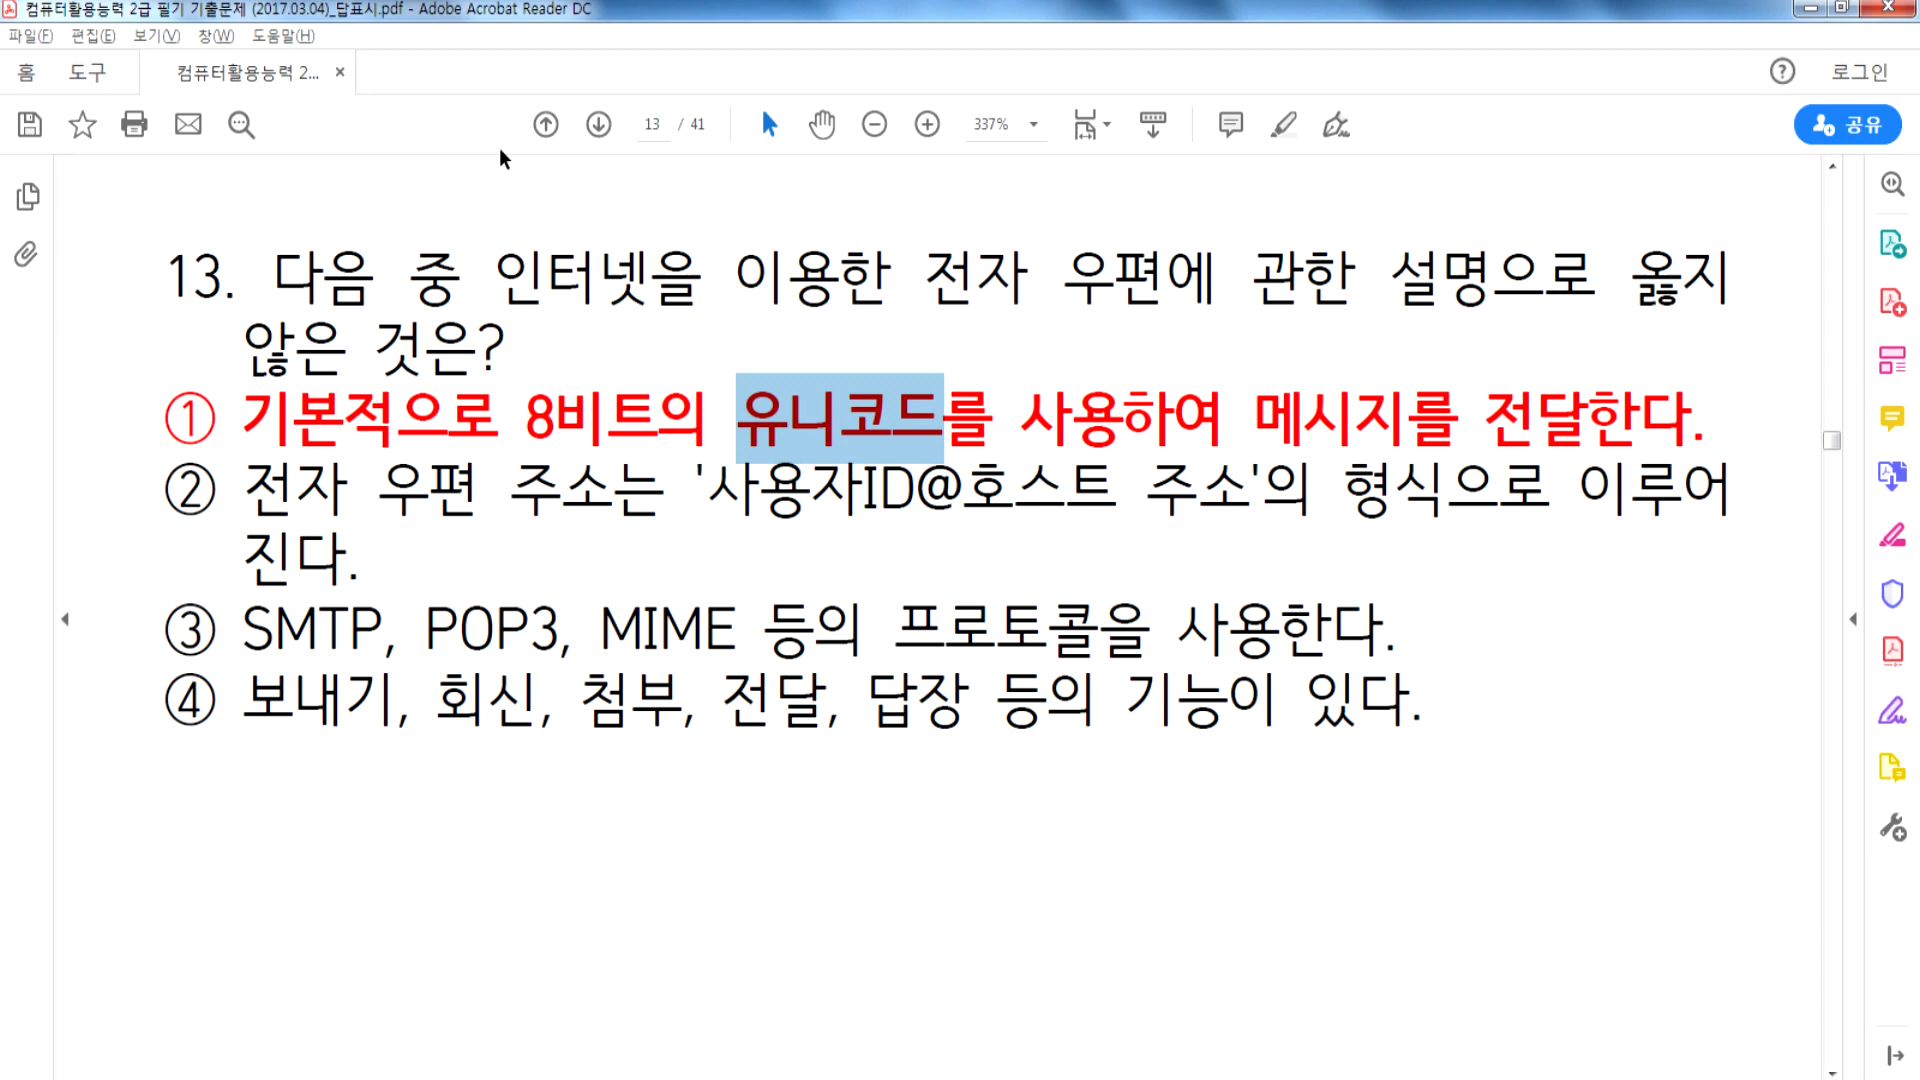 컴퓨터활용능력 2급 필기 기출문제 (2017.03.04)_답표시.pdf - Adobe Acrobat Reader DC
파일(F) 편집(E) 보기(V) 창(W) 도움말(H)
홈 도구 컴퓨터활용능력 2... × 로그인
13 / 41 337% 공유
13. 다음 중 인터넷을 이용한 전자 우편에 관한 설명으로 옳지
않은 것은?
① 기본적으로 8비트의 유니코드를 사용하여 메시지를 전달한다.
② 전자 우편 주소는 '사용자ID@호스트 주소'의 형식으로 이루어
진다.
③ SMTP, POP3, MIME 등의 프로토콜을 사용한다.
④ 보내기, 회신, 첨부, 전달, 답장 등의 기능이 있다.